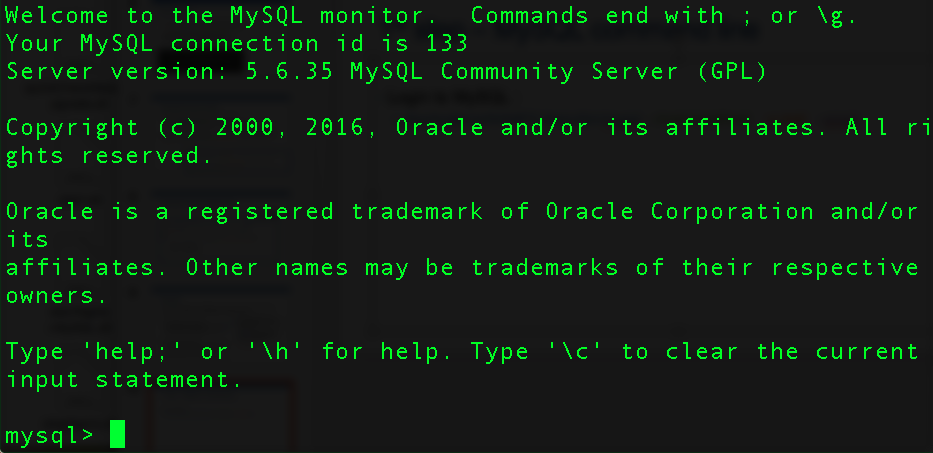 Welcome to the MySQL monitor.  Commands end with ; or \g.
Your MySQL connection id is 133
Server version: 5.6.35 MySQL Community Server (GPL)
Copyright (c) 2000, 2016, Oracle and/or its affiliates. All ri
ghts reserved.
Oracle is a registered trademark of Oracle Corporation and/or
its
affiliates. Other names may be trademarks of their respective
owners.
Type 'help;' or '\h' for help. Type '\c' to clear the current
input statement.
mysql>